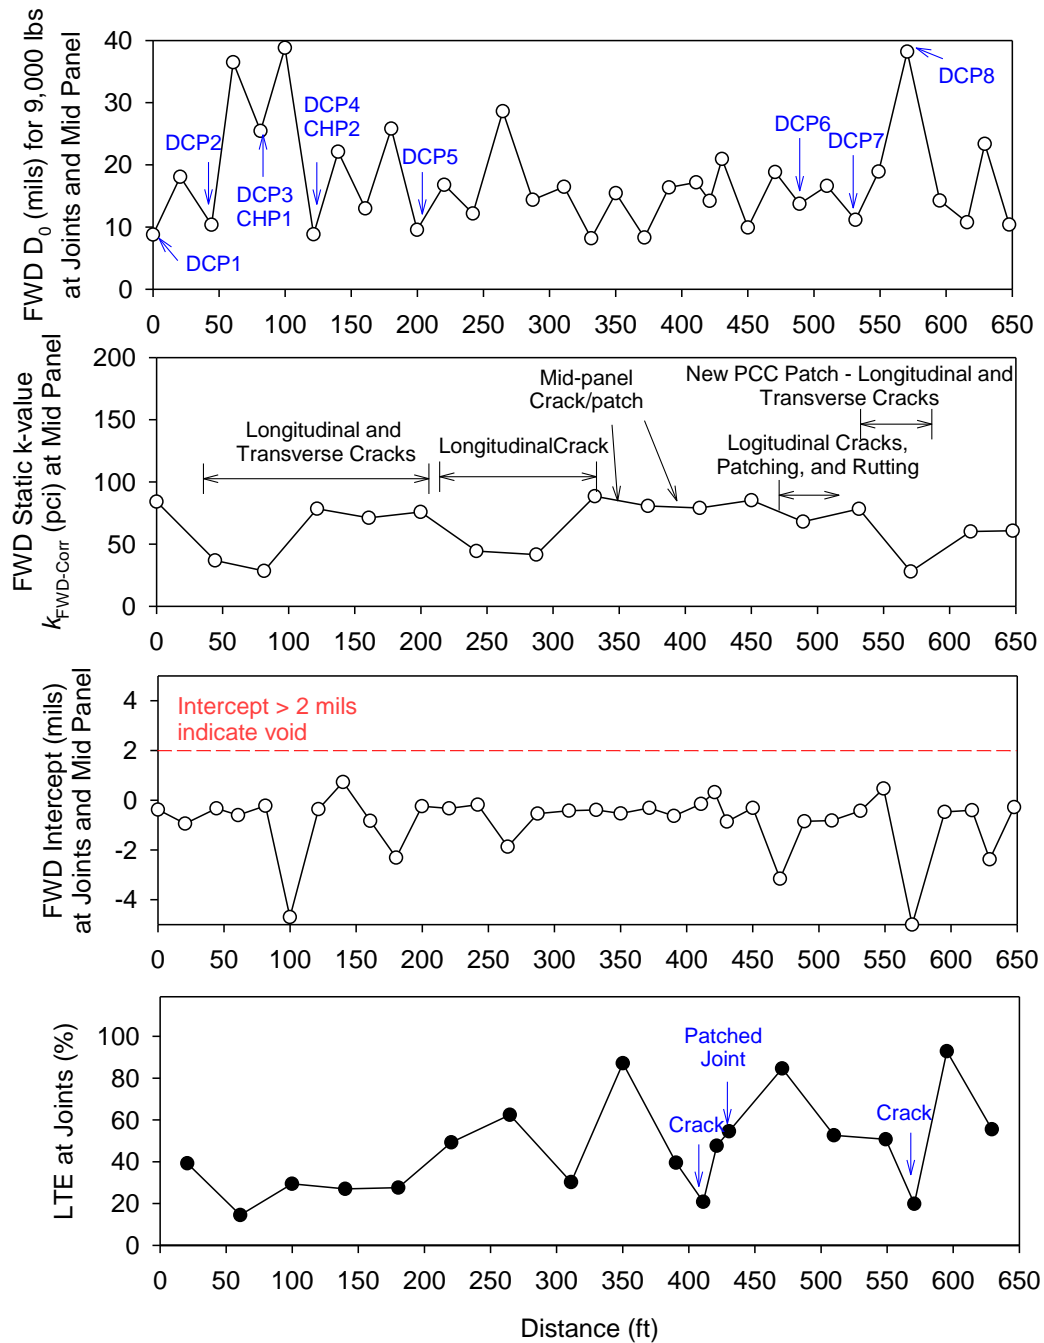 FWD D0 (mils) for 9,000 lbs
at Joints and Mid Panel
40
30
20
10
0
DCP1
DCP2
DCP3
CHP1
DCP4
CHP2
DCP5
DCP6
DCP7
DCP8
0 50 100 150 200 250 300 350 400 450 500 550 600 650
FWD Static k-value
kFWD-Corr (pci) at Mid Panel
200
150
100
50
0
Longitudinal and
Transverse Cracks
LongitudinalCrack
Mid-panel
Crack/patch
New PCC Patch - Longitudinal and
Transverse Cracks
Logitudinal Cracks,
Patching, and Rutting
0 50 100 150 200 250 300 350 400 450 500 550 600 650
FWD Intercept (mils)
at Joints and Mid Panel
4
2
0
-2
-4
Intercept > 2 mils
indicate void
0 50 100 150 200 250 300 350 400 450 500 550 600 650
LTE at Joints (%)
100
80
60
40
20
0
Patched
Joint
Crack
Crack
0 50 100 150 200 250 300 350 400 450 500 550 600 650
Distance (ft)